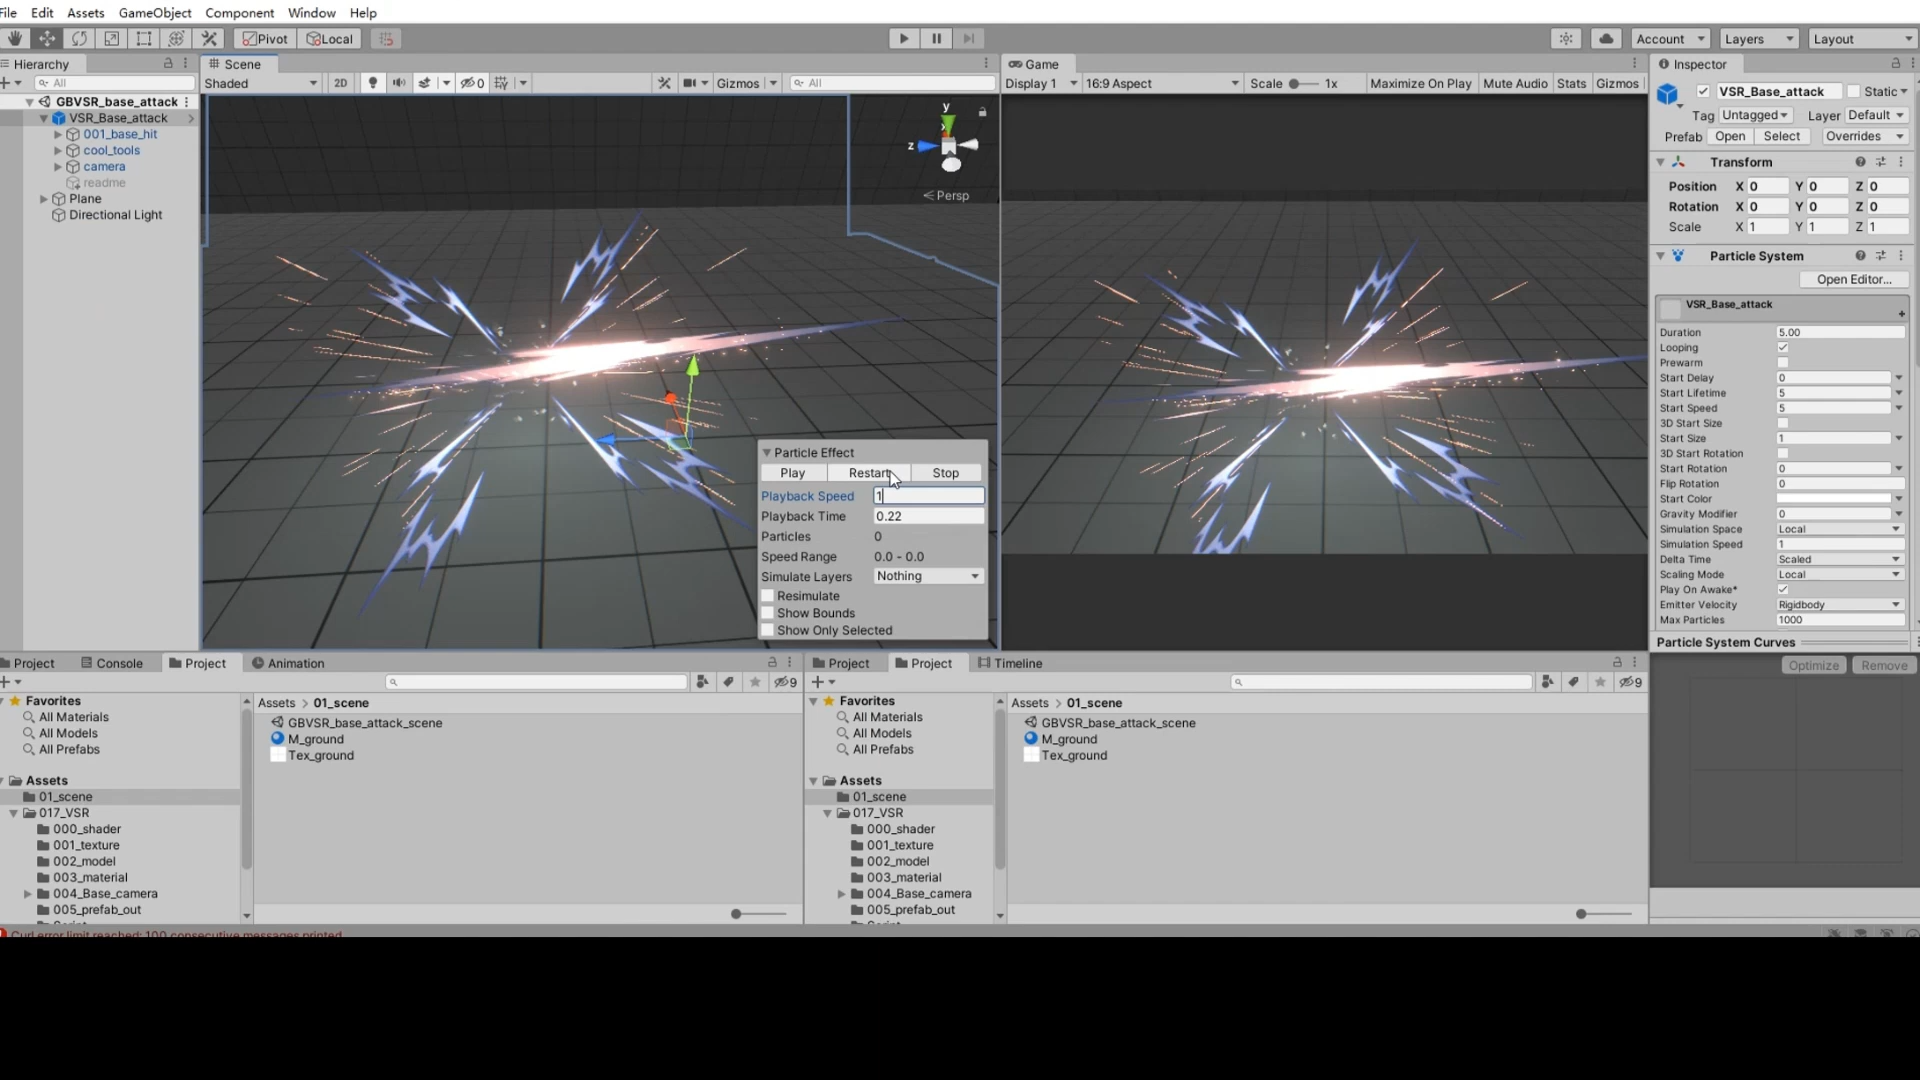 File Edit Assets GameObject Component Window Help
Pivot Local
Account Layers Layout
Hierarchy
All
GBVSR_base_attack
VSR_Base_attack
001_base_hit
cool_tools
camera
readme
Plane
Directional Light
Scene
Shaded 2D 0 Gizmos All
y
z
Persp
Particle Effect
Play Restart Stop
Playback Speed 1
Playback Time 0.22
Particles 0
Speed Range 0.0 - 0.0
Simulate Layers Nothing
Resimulate
Show Bounds
Show Only Selected
Game
Display 1 16:9 Aspect Scale 1x Maximize On Play Mute Audio Stats Gizmos
Inspector
VSR_Base_attack Static
Tag Untagged Layer Default
Prefab Open Select Overrides
Transform
Position X 0 Y 0 Z 0
Rotation X 0 Y 0 Z 0
Scale X 1 Y 1 Z 1
Particle System
Open Editor...
VSR_Base_attack
Duration 5.00
Looping
Prewarm
Start Delay 0
Start Lifetime 5
Start Speed 5
3D Start Size
Start Size 1
3D Start Rotation
Start Rotation 0
Flip Rotation 0
Start Color
Gravity Modifier 0
Simulation Space Local
Simulation Speed 1
Delta Time Scaled
Scaling Mode Local
Play On Awake*
Emitter Velocity Rigidbody
Max Particles 1000
Particle System Curves
Optimize Remove
Project Console Project Animation
9
Favorites
All Materials
All Models
All Prefabs
Assets
01_scene
017_VSR
000_shader
001_texture
002_model
003_material
004_Base_camera
005_prefab_out
Assets > 01_scene
GBVSR_base_attack_scene
M_ground
Tex_ground
Project Project Timeline
9
Favorites
All Materials
All Models
All Prefabs
Assets
01_scene
017_VSR
000_shader
001_texture
002_model
003_material
004_Base_camera
005_prefab_out
Assets > 01_scene
GBVSR_base_attack_scene
M_ground
Tex_ground
Curl error limit reached: 100 consecutive messages printed